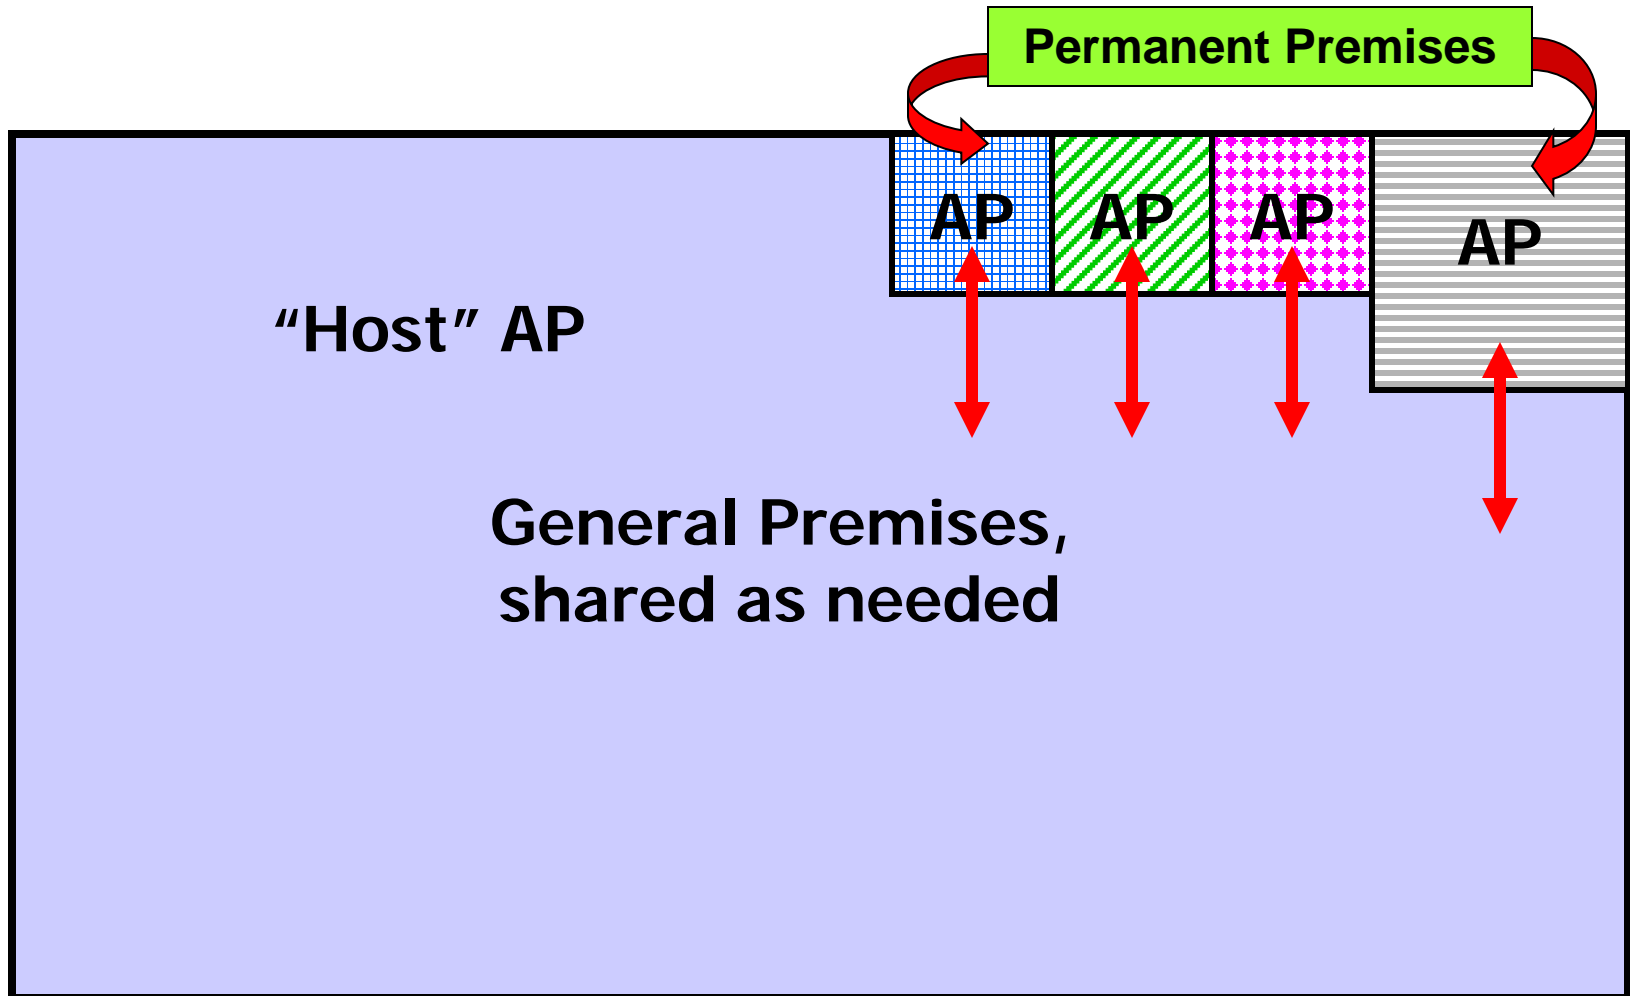 Permanent Premises
AP
AP
AP
AP
“Host” AP
General Premises,
shared as needed